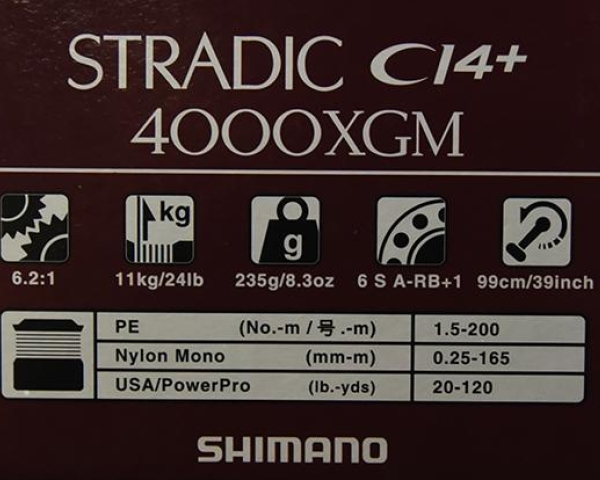 STRADIC CI4+
4000XGM
kg
g
6.2:1 11kg/24lb 235g/8.3oz 6 S A-RB+1 99cm/39inch
PE (No.-m / 号 .-m) 1.5-200
Nylon Mono (mm-m) 0.25-165
USA/PowerPro (lb.-yds) 20-120
SHIMANO